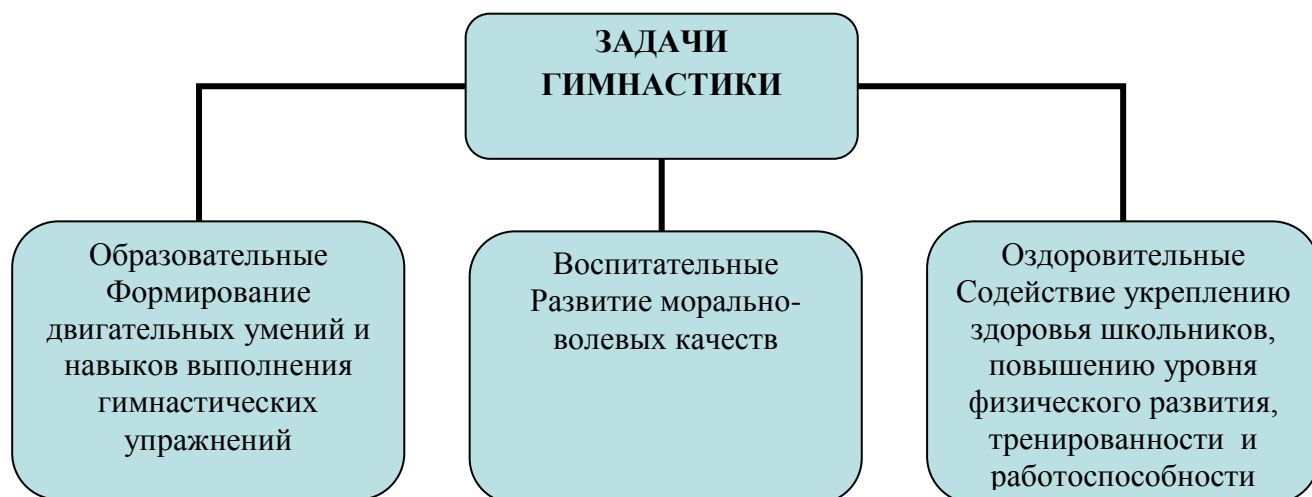 ЗАДАЧИ
ГИМНАСТИКИ
Образовательные
Формирование
двигательных умений и
навыков выполнения
гимнастических
упражнений
Воспитательные
Развитие морально-
волевых качеств
Оздоровительные
Содействие укреплению
здоровья школьников,
повышению уровня
физического развития,
тренированности и
работоспособности